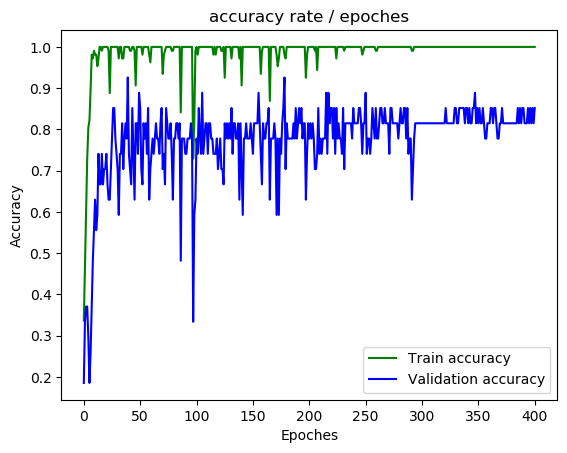 accuracy rate / epoches
1.0
0.9
0.8
0.7
0.6
0.5
0.4
0.3
0.2
Accuracy
Train accuracy
Validation accuracy
0 50 100 150 200 250 300 350 400
Epoches